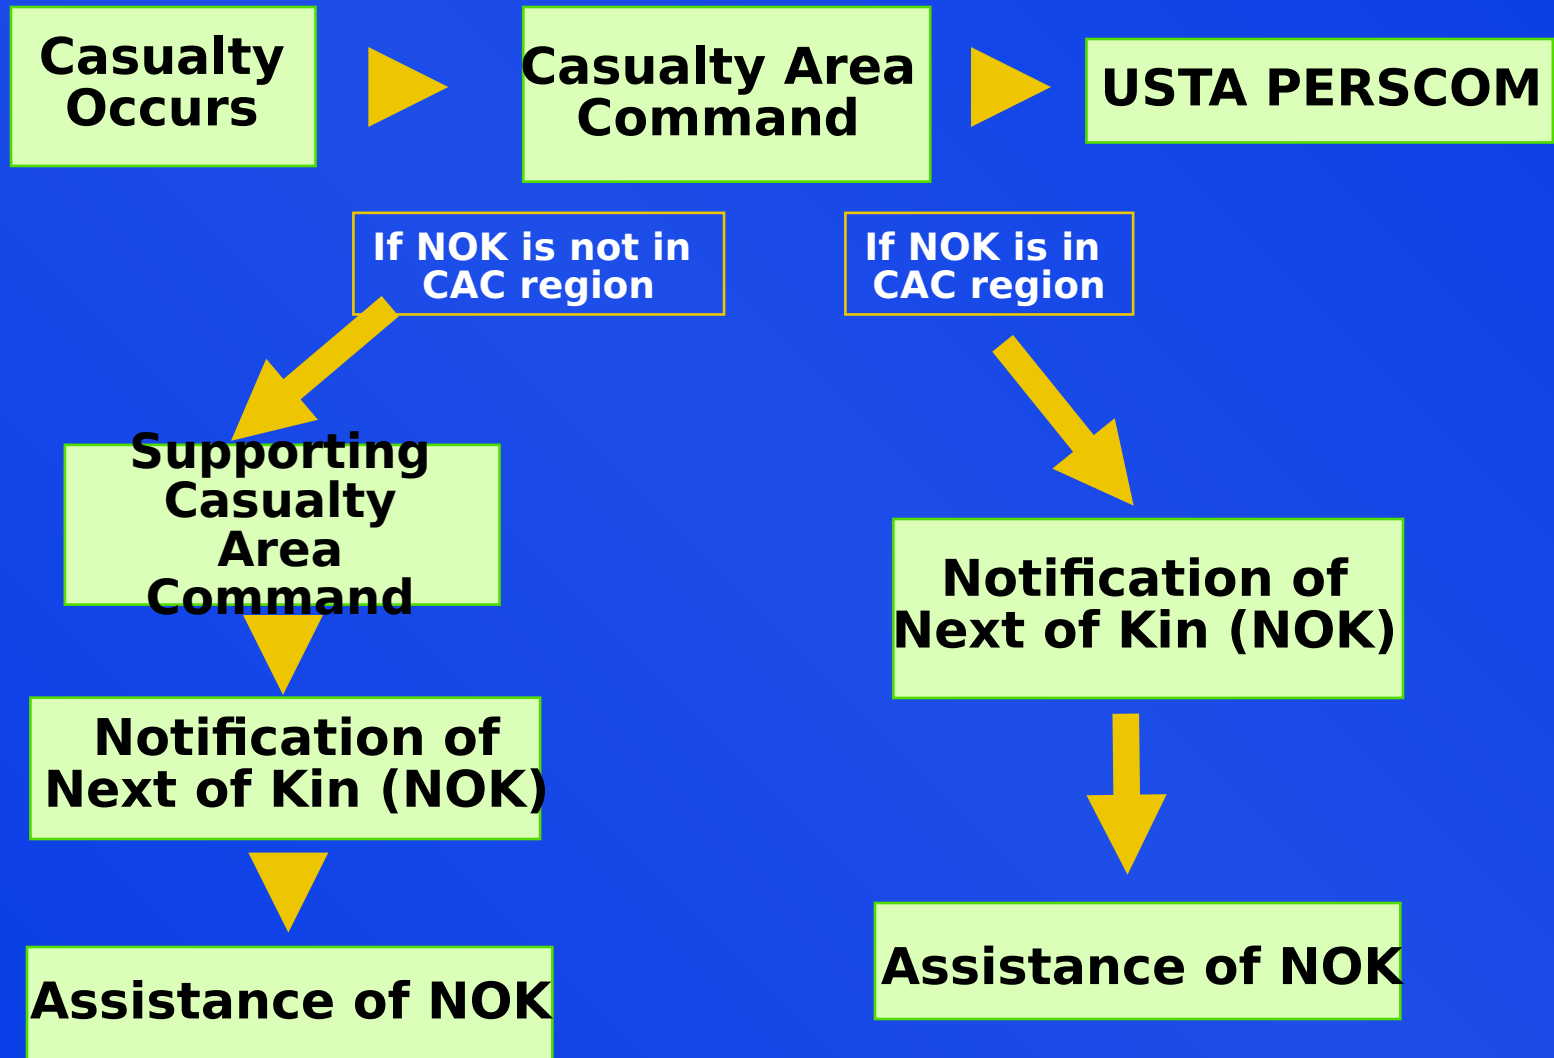 Casualty
Occurs
Casualty Area
Command
USTA PERSCOM
If NOK is not in
CAC region
If NOK is in
CAC region
Supporting
Casualty
Area
Command
Notification of
Next of Kin (NOK)
Assistance of NOK
Notification of
Next of Kin (NOK)
Assistance of NOK